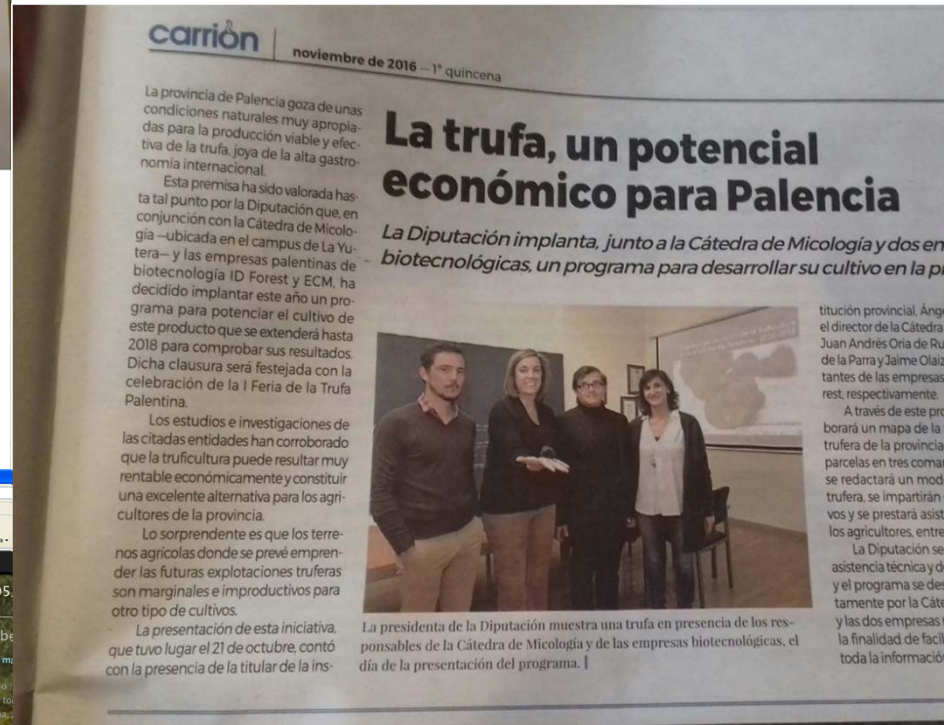 carrión
noviembre de 2016 – 1ª quincena
La provincia de Palencia goza de unas
condiciones naturales muy apropia-
das para la producción viable y efec-
tiva de la trufa, joya de la alta gastro-
nomía internacional.
Esta premisa ha sido valorada has-
ta tal punto por la Diputación que, en
conjunción con la Cátedra de Micolo-
gía –ubicada en el campus de La Yu-
tera– y las empresas palentinas de
biotecnología ID Forest y ECM, ha
decidido implantar este año un pro-
grama para potenciar el cultivo de
este producto que se extenderá hasta
2018 para comprobar sus resultados.
Dicha clausura será festejada con la
celebración de la I Feria de la Trufa
Palentina.
Los estudios e investigaciones de
las citadas entidades han corroborado
que la truficultura puede resultar muy
rentable económicamente y constituir
una excelente alternativa para los agri-
cultores de la provincia.
Lo sorprendente es que los terre-
nos agrícolas donde se prevé empren-
der las futuras explotaciones truferas
son marginales e improductivos para
otro tipo de cultivos.
La presentación de esta iniciativa,
que tuvo lugar el 21 de octubre, contó
con la presencia de la titular de la ins-
La trufa, un potencial
económico para Palencia
La Diputación implanta, junto a la Cátedra de Micología y dos em
biotecnológicas, un programa para desarrollar su cultivo en la p
La presidenta de la Diputación muestra una trufa en presencia de los res-
ponsables de la Cátedra de Micología y de las empresas biotecnológicas, el
día de la presentación del programa.
titución provincial, Ánge
el director de la Cátedra
Juan Andrés Oria de Ru
de la Parra y Jaime Olaiz
tantes de las empresas
rest, respectivamente.
A través de este pro
borará un mapa de la
trufera de la provincia
parcelas en tres comar
se redactará un mod
trufera, se impartirán
vos y se prestará asist
los agricultores, entre
La Diputación se
asistencia técnica y d
y el programa se des
tamente por la Cáte
y las dos empresas
la finalidad de facil
toda la información